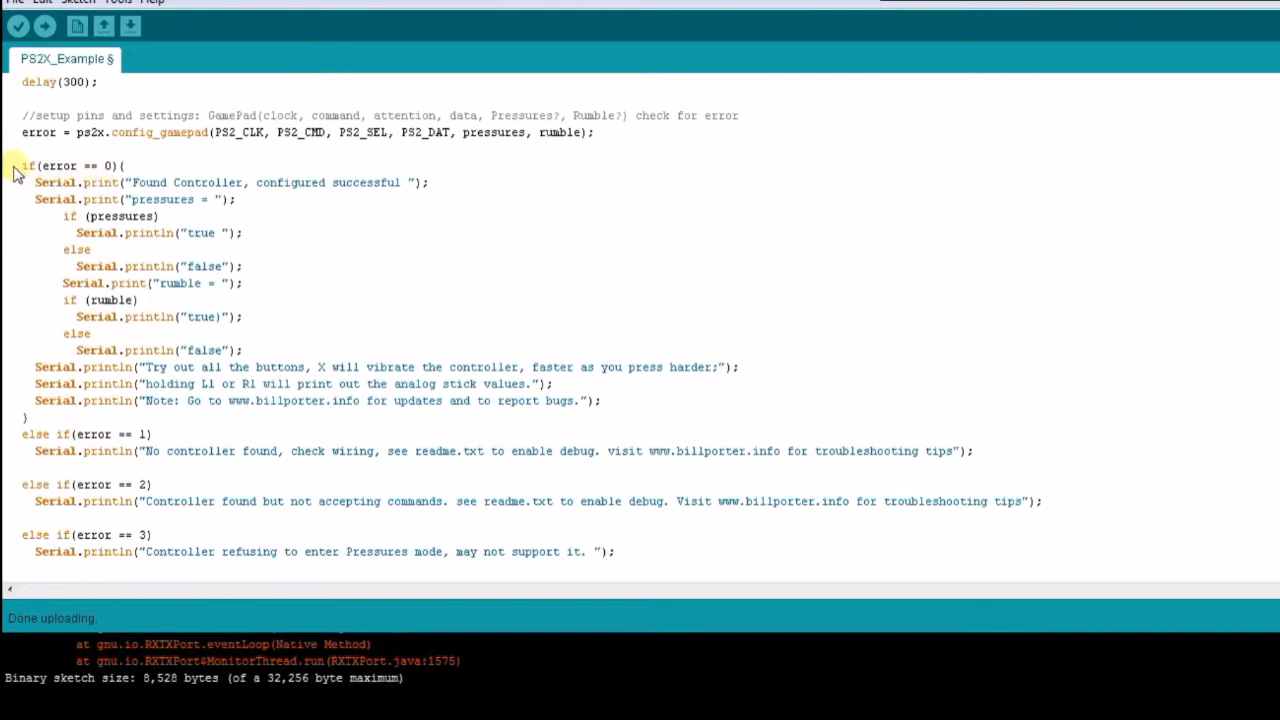 File Edit Sketch Tools Help
PS2X_Example §
delay(300);
//setup pins and settings: GamePad(clock, command, attention, data, Pressures?, Rumble?) check for error
error = ps2x.config_gamepad(PS2_CLK, PS2_CMD, PS2_SEL, PS2_DAT, pressures, rumble);
if(error == 0){
Serial.print("Found Controller, configured successful ");
Serial.print("pressures = ");
if (pressures)
Serial.println("true ");
else
Serial.println("false");
Serial.print("rumble = ");
if (rumble)
Serial.println("true)");
else
Serial.println("false");
Serial.println("Try out all the buttons, X will vibrate the controller, faster as you press harder;");
Serial.println("holding L1 or R1 will print out the analog stick values.");
Serial.println("Note: Go to www.billporter.info for updates and to report bugs.");
}
else if(error == 1)
Serial.println("No controller found, check wiring, see readme.txt to enable debug. visit www.billporter.info for troubleshooting tips");
else if(error == 2)
Serial.println("Controller found but not accepting commands. see readme.txt to enable debug. Visit www.billporter.info for troubleshooting tips");
else if(error == 3)
Serial.println("Controller refusing to enter Pressures mode, may not support it. ");
Done uploading.
at gnu.io.RXTXPort.eventLoop(Native Method)
at gnu.io.RXTXPort$MonitorThread.run(RXTXPort.java:1575)
Binary sketch size: 8,528 bytes (of a 32,256 byte maximum)